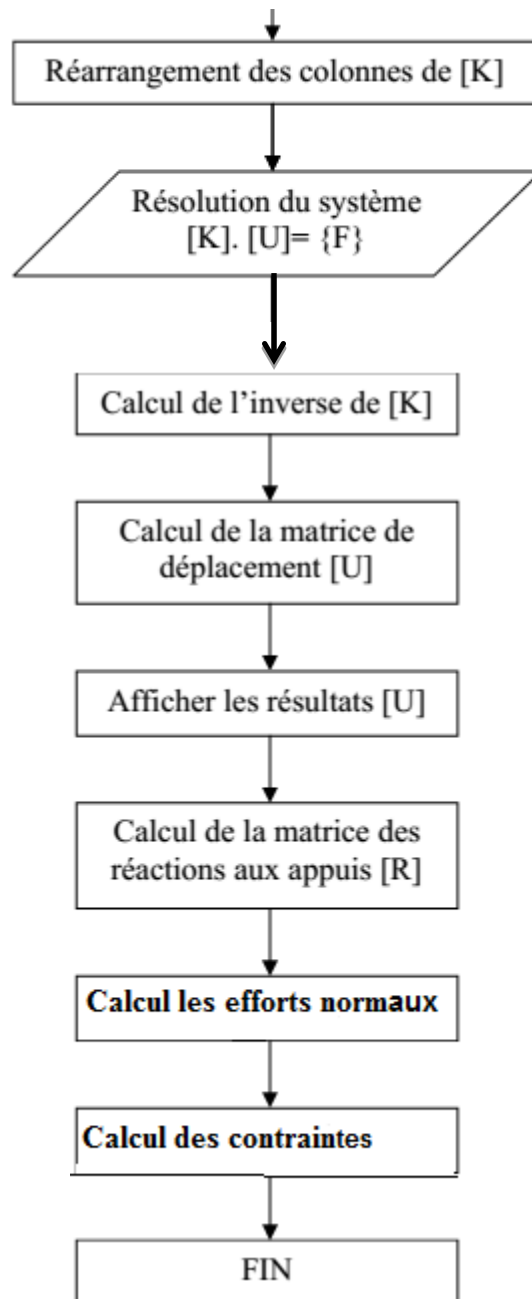 Réarrangement des colonnes de [K]
Résolution du système
[K]. [U]= {F}
Calcul de l’inverse de [K]
Calcul de la matrice de
déplacement [U]
Afficher les résultats [U]
Calcul de la matrice des
réactions aux appuis [R]
Calcul les efforts normaux
Calcul des contraintes
FIN